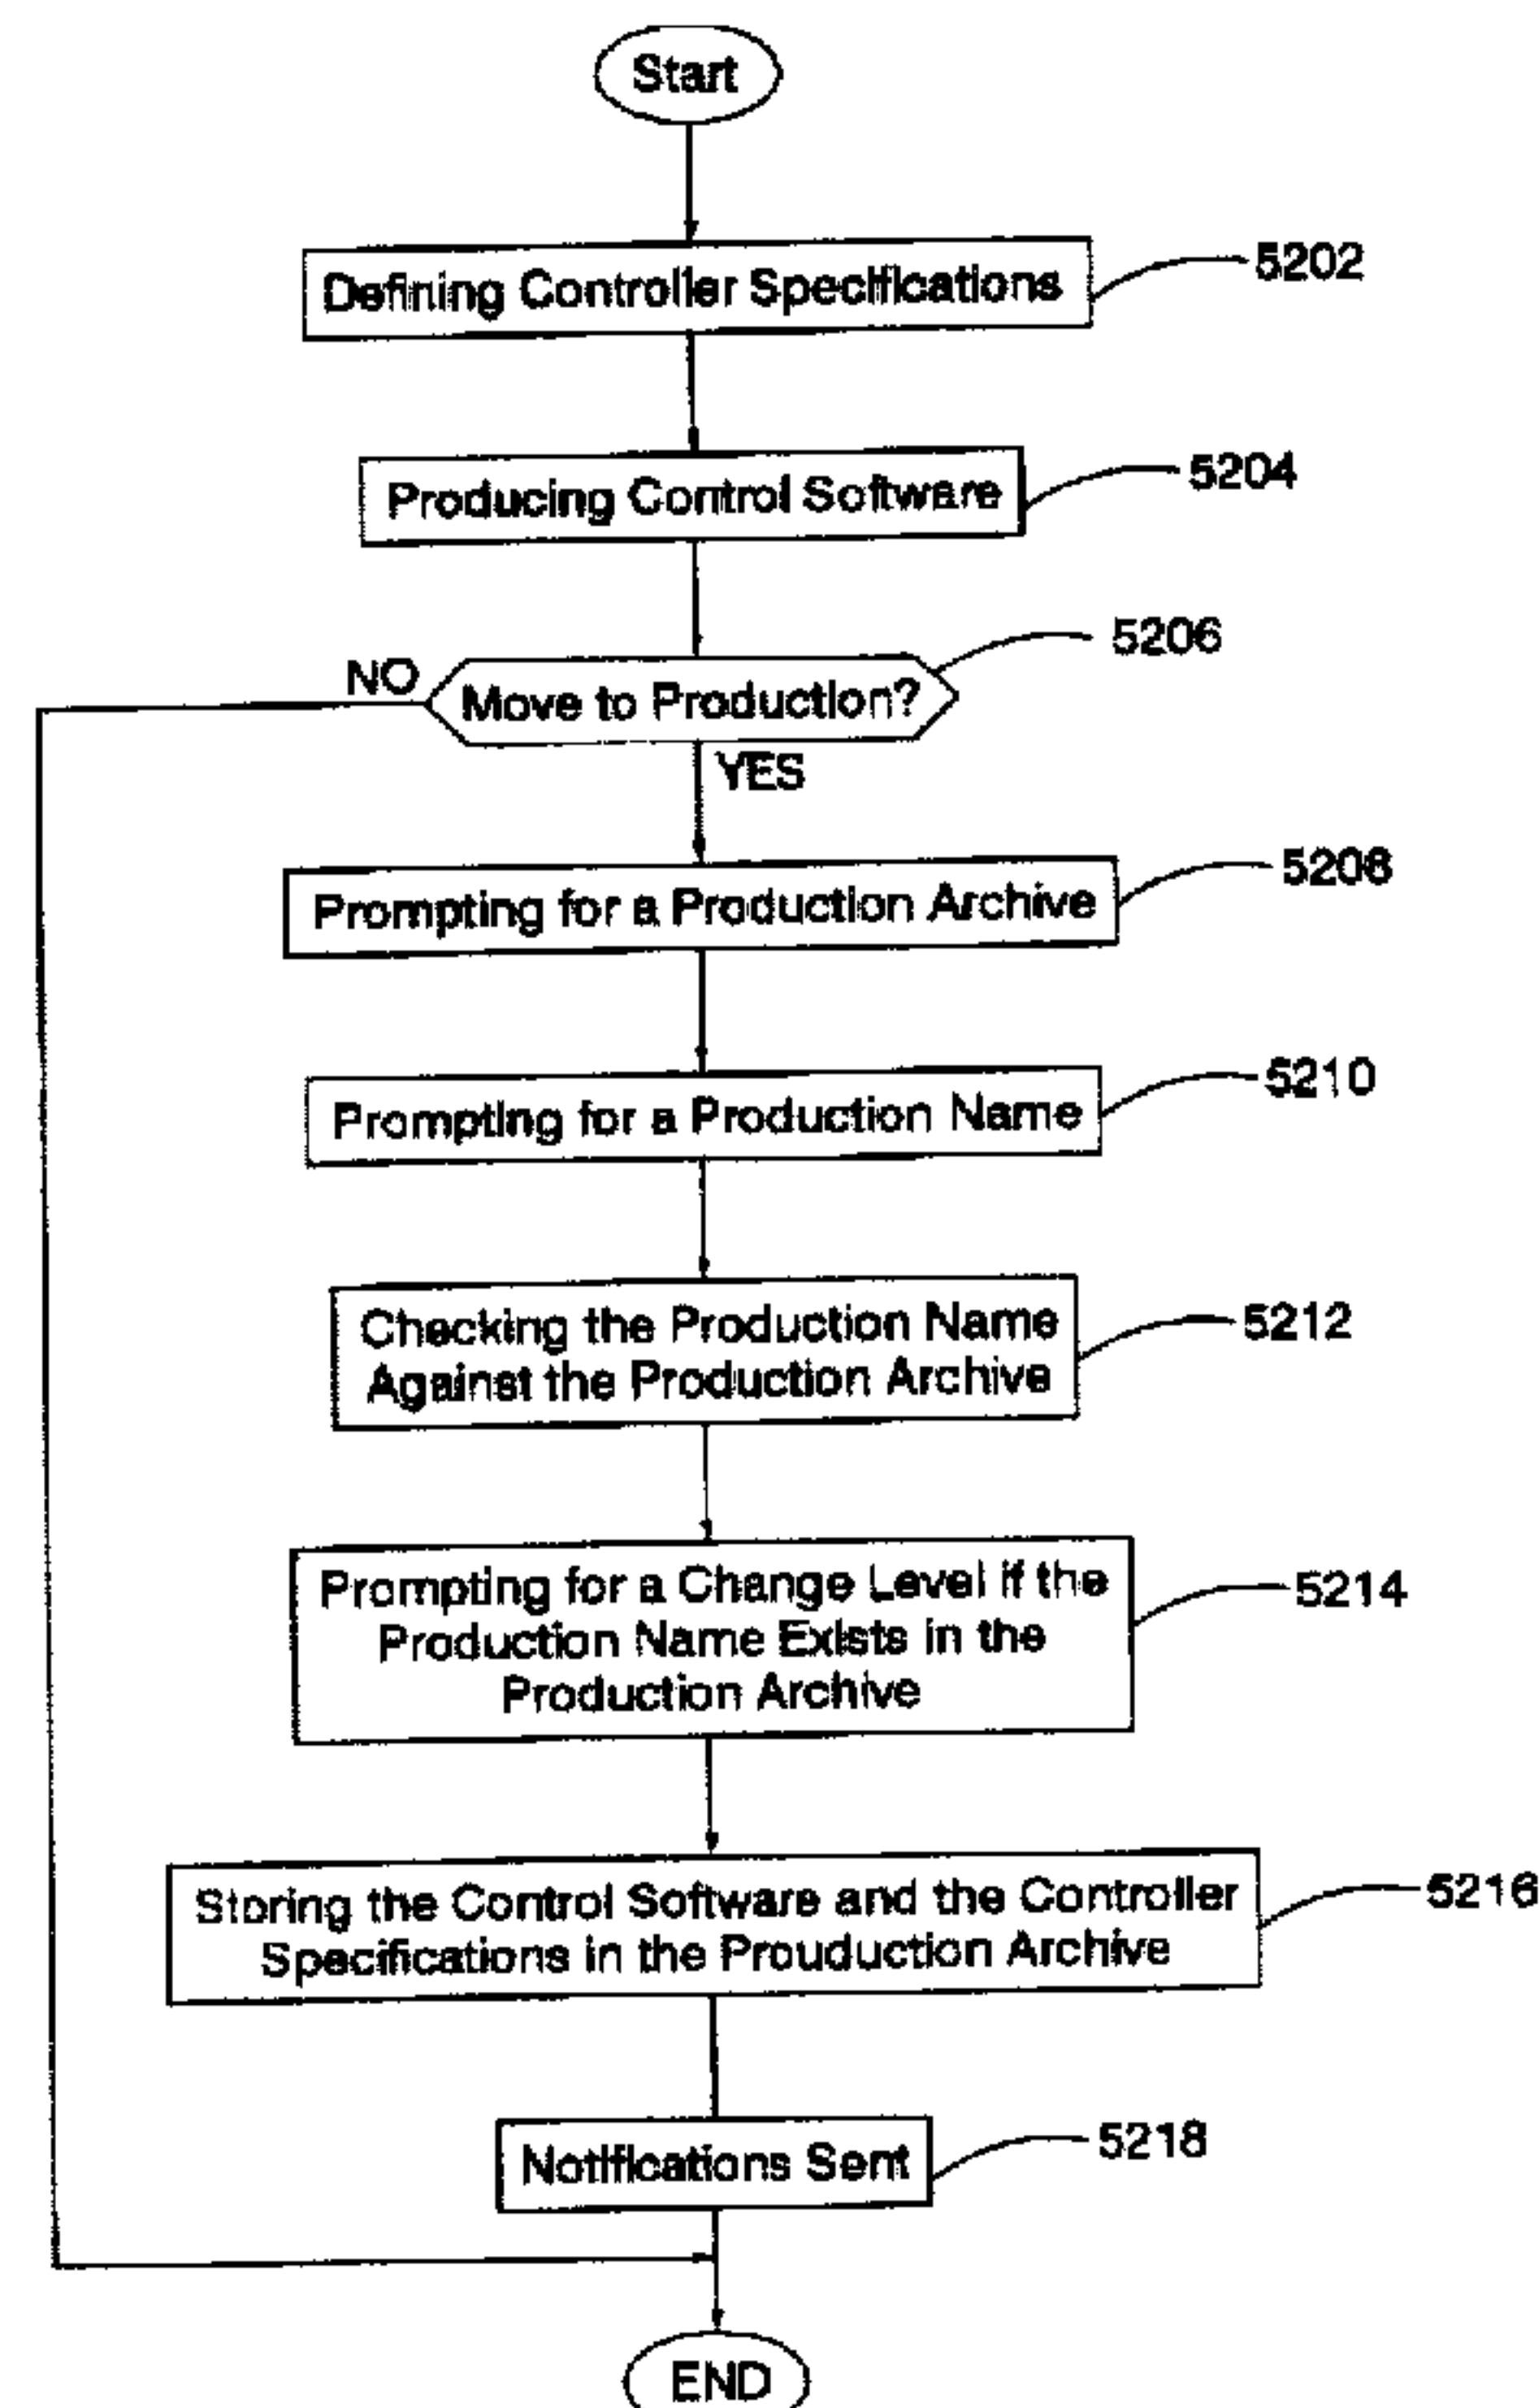 Start
Defining Controller Specifications
5202
Producing Control Software
5204
5206
NO
Move to Production?
YES
5208
Prompting for a Production Archive
5210
Prompting for a Production Name
Checking the Production Name
Against the Production Archive
5212
Prompting for a Change Level if the
Production Name Exists in the
Production Archive
5214
Storing the Control Software and the Controller
Specifications in the Prouduction Archive
5216
Notifications Sent
5218
END